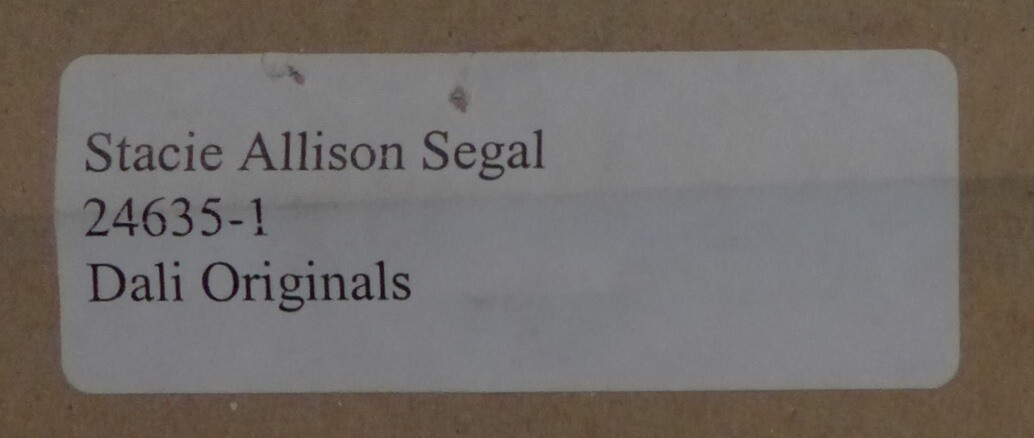 Stacie Allison Segal
24635-1
Dali Originals